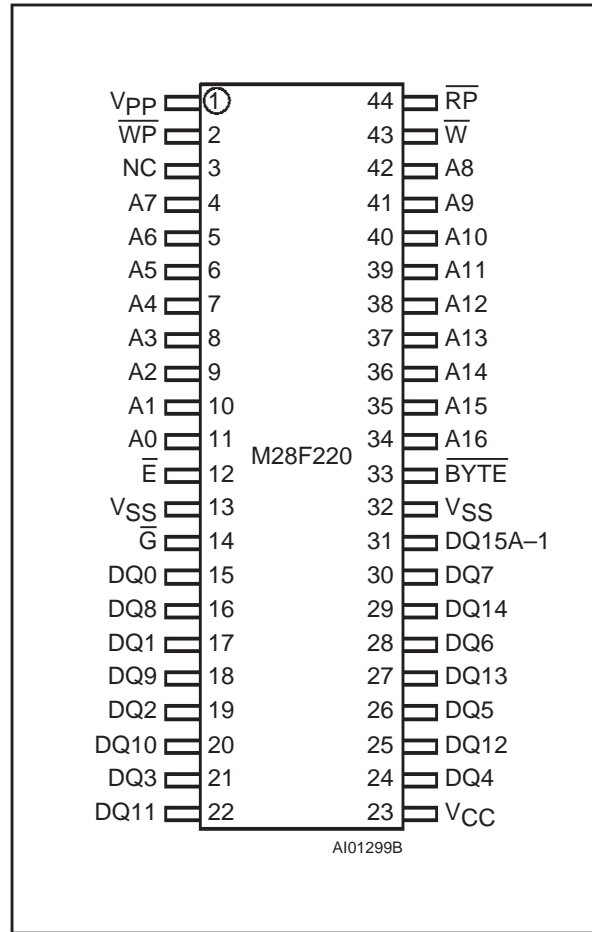 V̅PP 1 44 R̅P̅
W̅P̅ 2 43 W̅
NC 3 42 A8
A7 4 41 A9
A6 5 40 A10
A5 6 39 A11
A4 7 38 A12
A3 8 37 A13
A2 9 36 A14
A1 10 35 A15
A0 11 34 A16
M28F220
E̅ 12 33 B̅Y̅T̅E̅
VSS 13 32 VSS
G̅ 14 31 DQ15A–1
DQ0 15 30 DQ7
DQ8 16 29 DQ14
DQ1 17 28 DQ6
DQ9 18 27 DQ13
DQ2 19 26 DQ5
DQ10 20 25 DQ12
DQ3 21 24 DQ4
DQ11 22 23 VCC
AI01299B